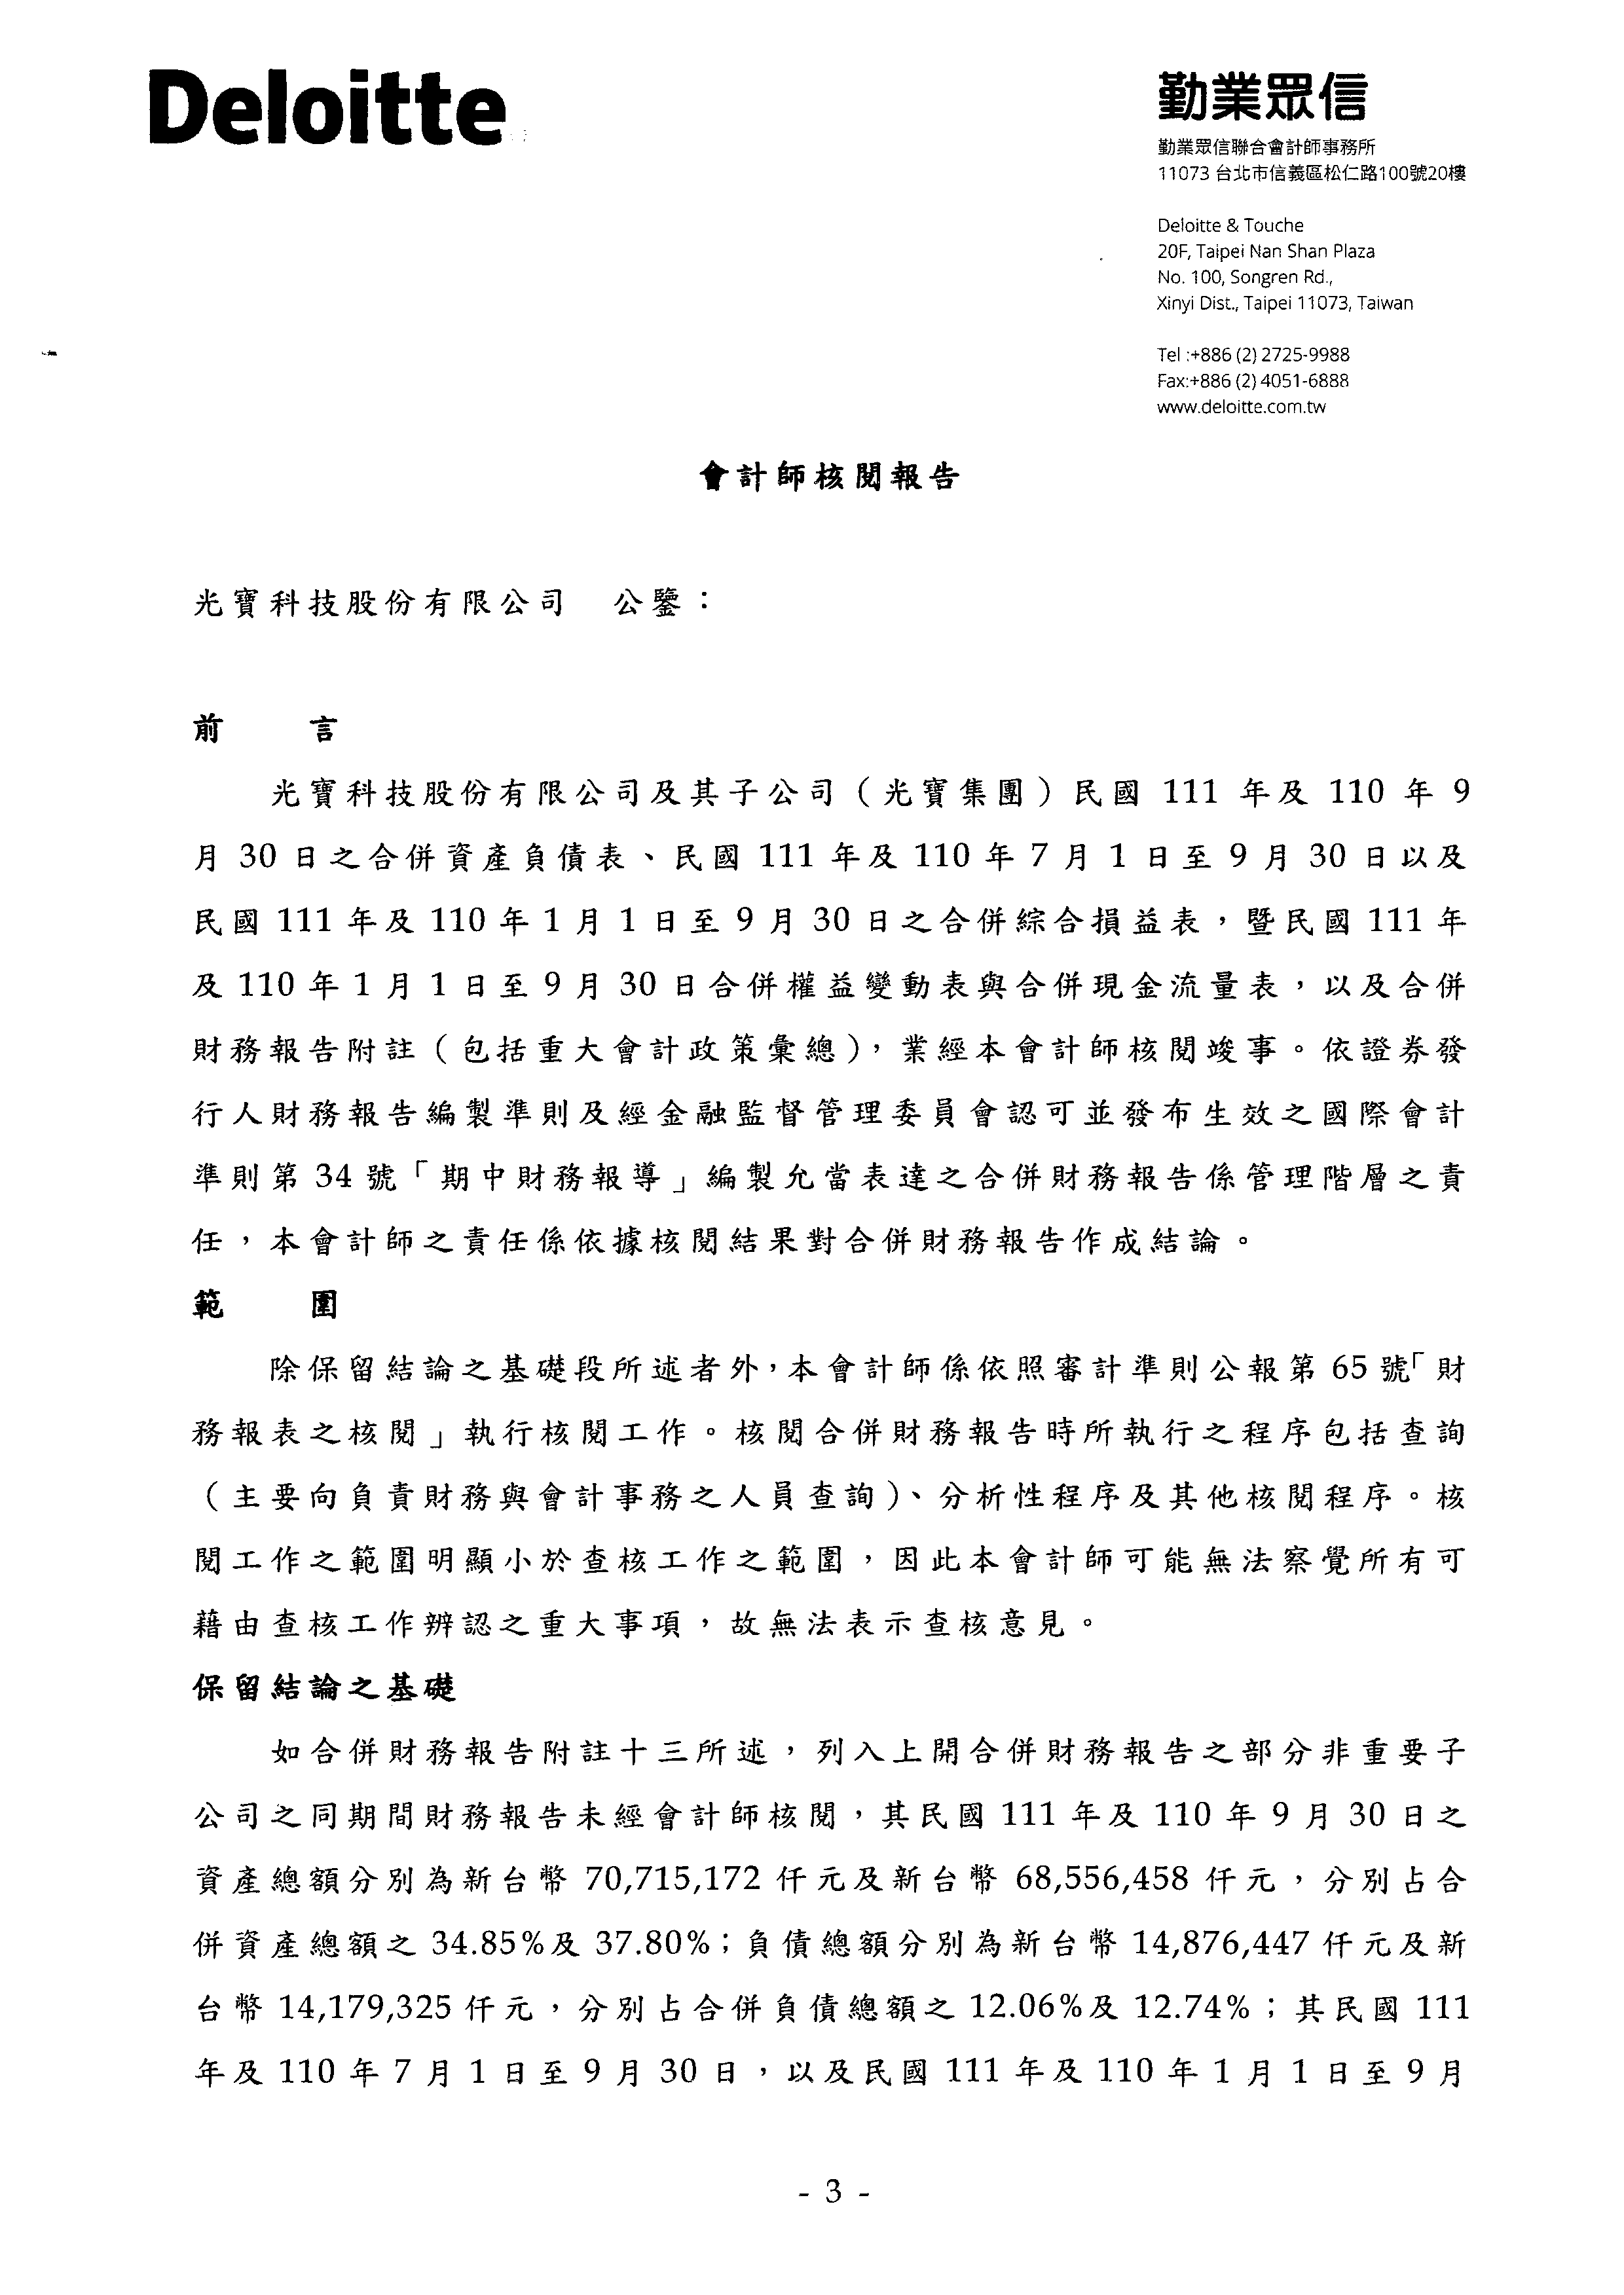 Deloitte
勤業眾信
勤業眾信聯合會計師事務所
11073 台北市信義區松仁路100號20樓
Deloitte & Touche
20F, Taipei Nan Shan Plaza
No. 100, Songren Rd.,
Xinyi Dist., Taipei 11073, Taiwan
Tel :+886 (2) 2725-9988
Fax:+886 (2) 4051-6888
www.deloitte.com.tw
會計師核閱報告
光寶科技股份有限公司 公鑒：
前 言
光寶科技股份有限公司及其子公司（光寶集團）民國 111 年及 110 年 9
月 30 日之合併資產負債表、民國 111 年及 110 年 7 月 1 日至 9 月 30 日以及
民國 111 年及 110 年 1 月 1 日至 9 月 30 日之合併綜合損益表，暨民國 111 年
及 110 年 1 月 1 日至 9 月 30 日合併權益變動表與合併現金流量表，以及合併
財務報告附註（包括重大會計政策彙總），業經本會計師核閱竣事。依證券發
行人財務報告編製準則及經金融監督管理委員會認可並發布生效之國際會計
準則第 34 號「期中財務報導」編製允當表達之合併財務報告係管理階層之責
任，本會計師之責任係依據核閱結果對合併財務報告作成結論。
範 圍
除保留結論之基礎段所述者外，本會計師係依照審計準則公報第 65 號「財
務報表之核閱」執行核閱工作。核閱合併財務報告時所執行之程序包括查詢
（主要向負責財務與會計事務之人員查詢）、分析性程序及其他核閱程序。核
閱工作之範圍明顯小於查核工作之範圍，因此本會計師可能無法察覺所有可
藉由查核工作辨認之重大事項，故無法表示查核意見。
保留結論之基礎
如合併財務報告附註十三所述，列入上開合併財務報告之部分非重要子
公司之同期間財務報告未經會計師核閱，其民國 111 年及 110 年 9 月 30 日之
資產總額分別為新台幣 70,715,172 仟元及新台幣 68,556,458 仟元，分別占合
併資產總額之 34.85%及 37.80%；負債總額分別為新台幣 14,876,447 仟元及新
台幣 14,179,325 仟元，分別占合併負債總額之 12.06%及 12.74%；其民國 111
年及 110 年 7 月 1 日至 9 月 30 日，以及民國 111 年及 110 年 1 月 1 日至 9 月
- 3 -